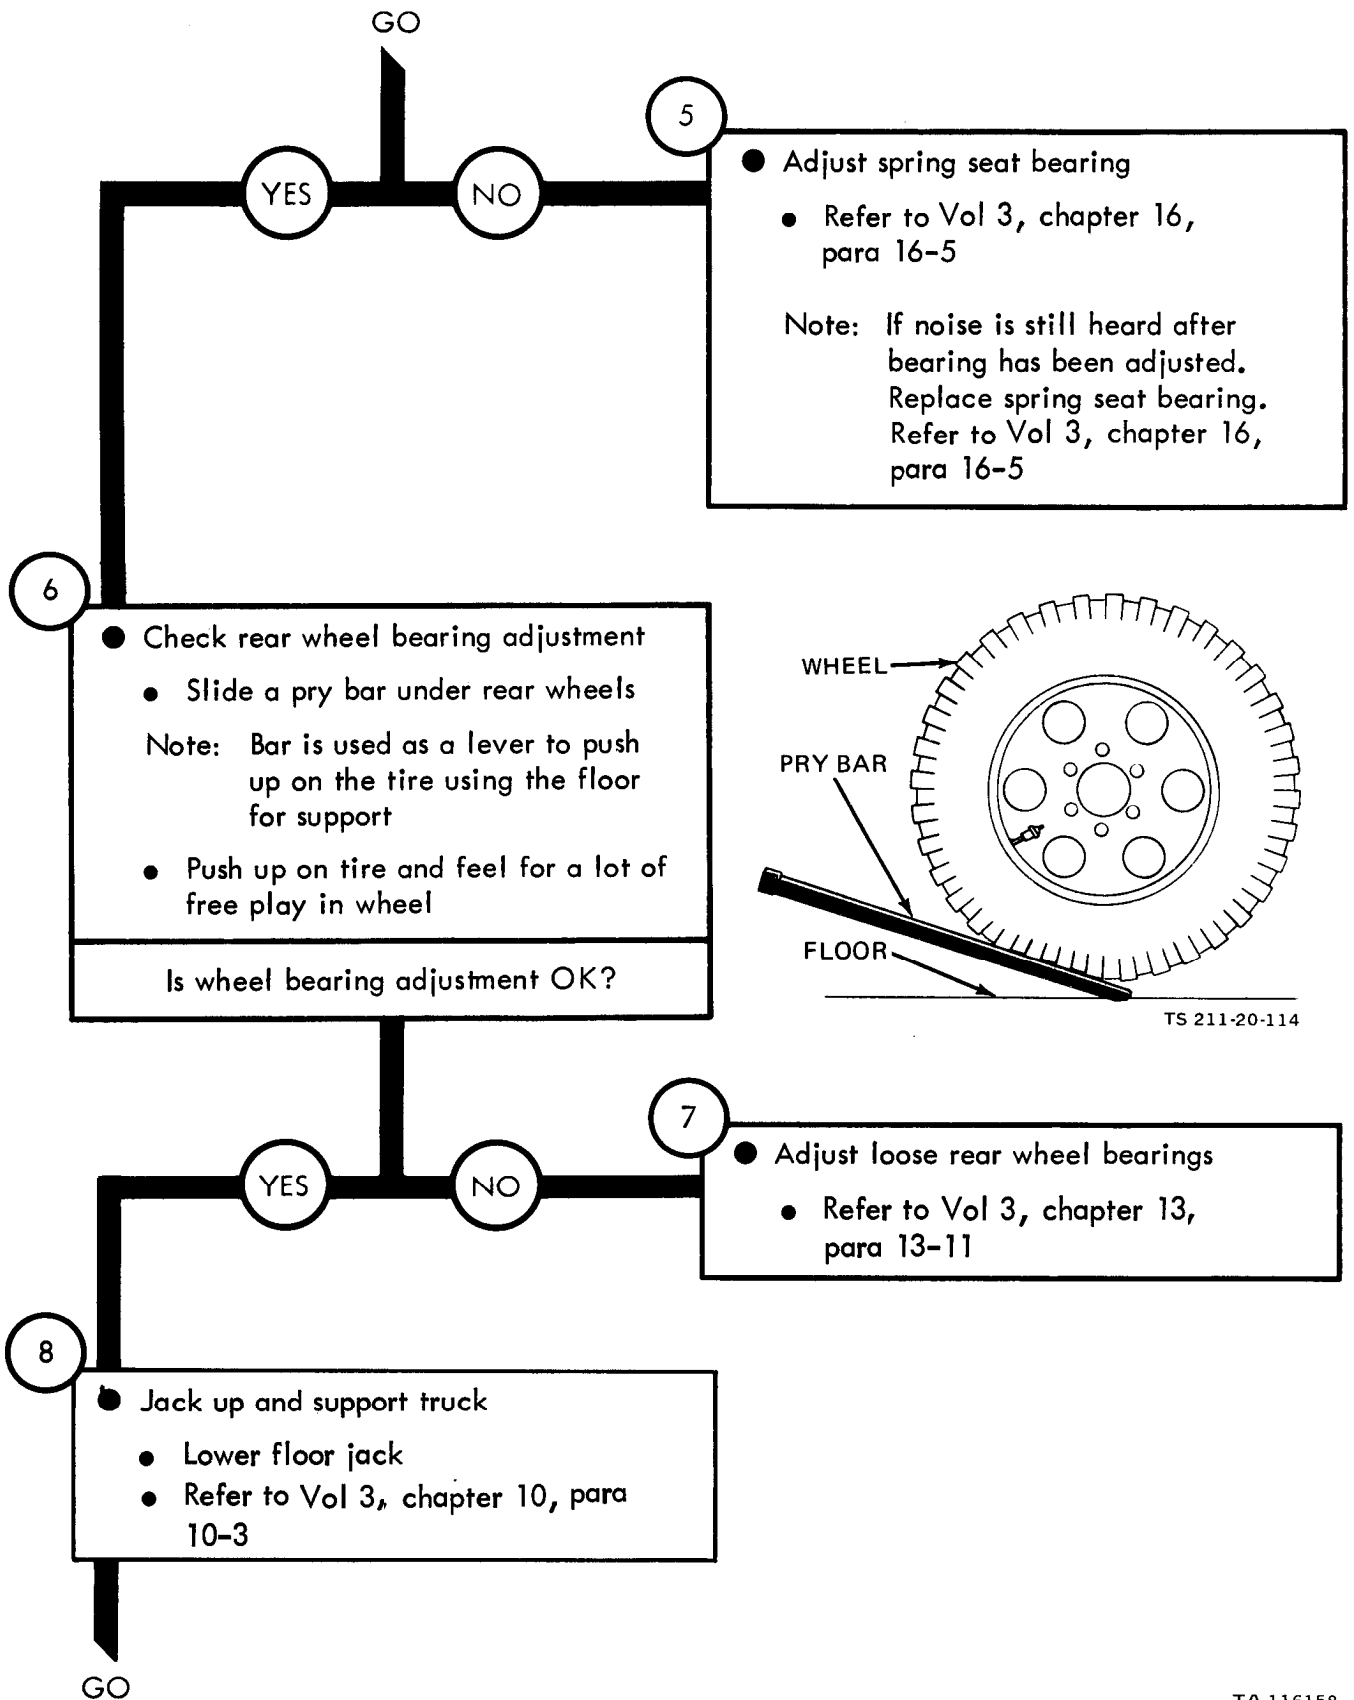 GO
YES
NO
5
● Adjust spring seat bearing
● Refer to Vol 3, chapter 16,
para 16-5
Note: If noise is still heard after
bearing has been adjusted.
Replace spring seat bearing.
Refer to Vol 3, chapter 16,
para 16-5
6
● Check rear wheel bearing adjustment
● Slide a pry bar under rear wheels
Note: Bar is used as a lever to push
up on the tire using the floor
for support
● Push up on tire and feel for a lot of
free play in wheel
Is wheel bearing adjustment OK?
WHEEL
PRY BAR
FLOOR
TS 211-20-114
YES
NO
7
● Adjust loose rear wheel bearings
● Refer to Vol 3, chapter 13,
para 13-11
8
● Jack up and support truck
● Lower floor jack
● Refer to Vol 3, chapter 10, para
10-3
GO
TA 116158